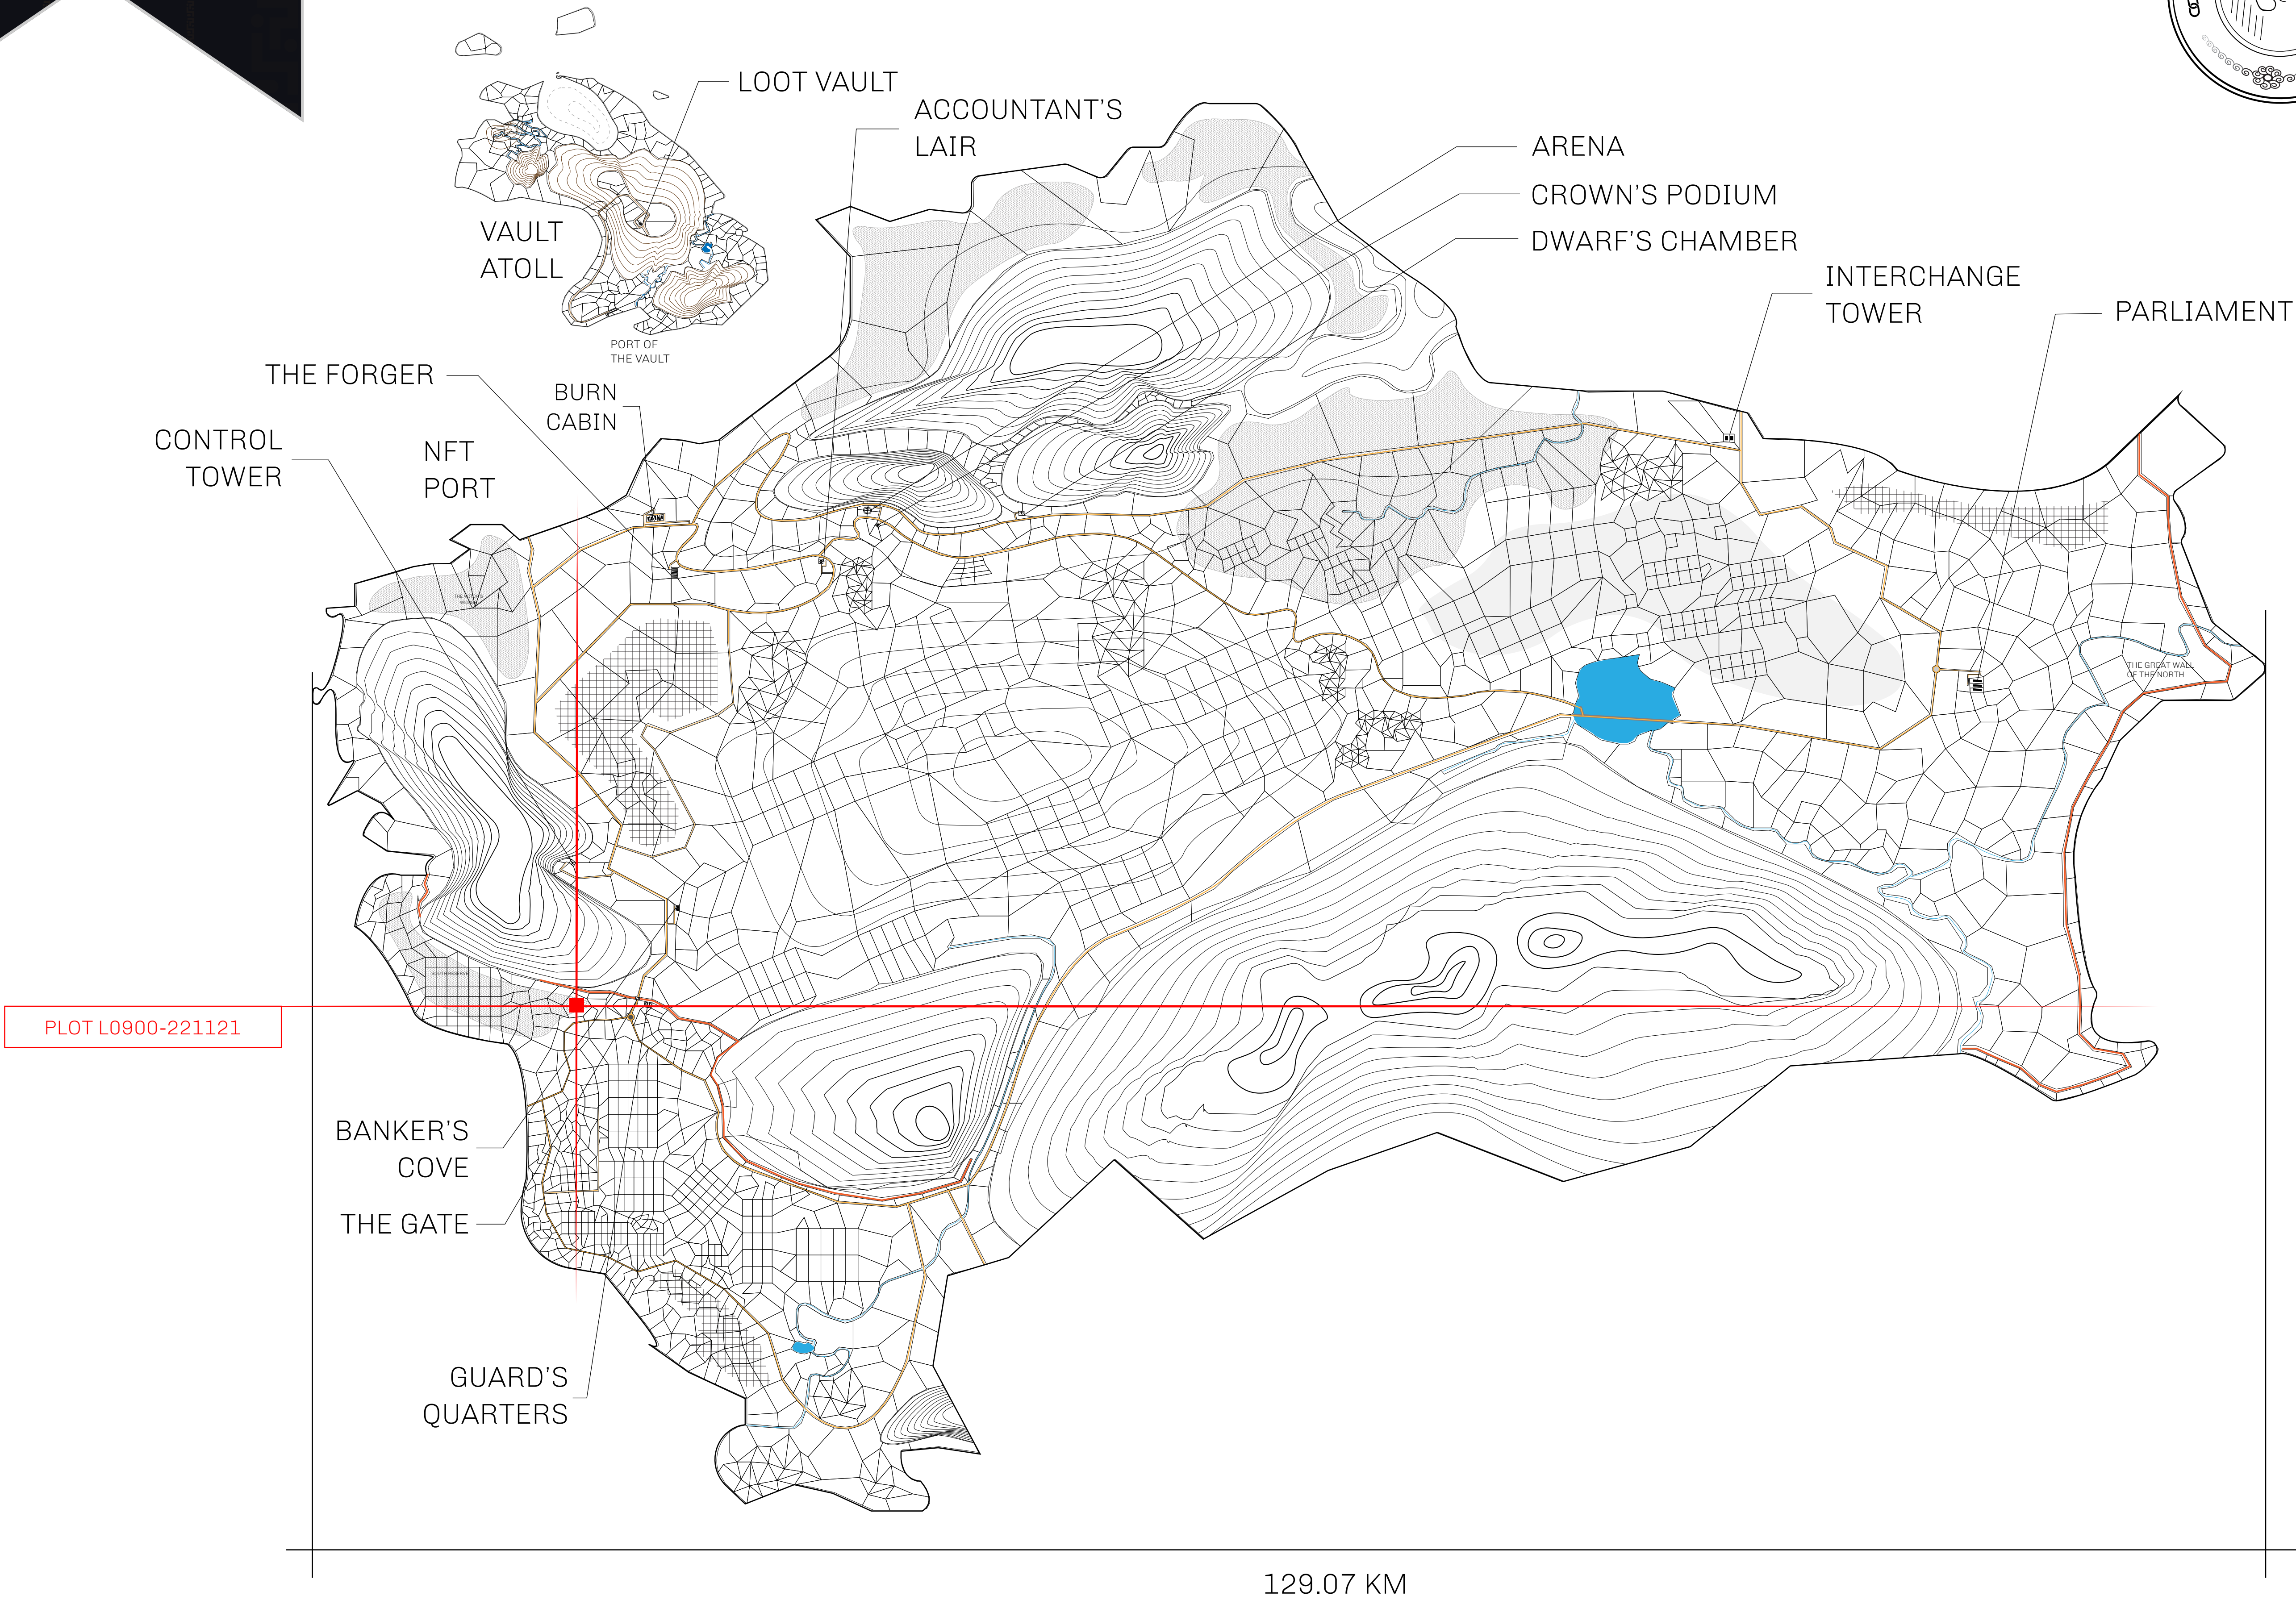 LOOT VAULT
ACCOUNTANT'S
LAIR
ARENA
CROWN'S PODIUM
DWARF'S CHAMBER
VAULT
ATOLL
INTERCHANGE
TOWER
PARLIAMENT
PORT OF
THE VAULT
THE FORGER
BURN
CABIN
CONTROL
TOWER
NFT
PORT
THE GREAT WALL
OF THE NORTH
SOUTH RESERVE
PLOT L0900-221121
BANKER'S
COVE
THE GATE
GUARD'S
QUARTERS
129.07 KM